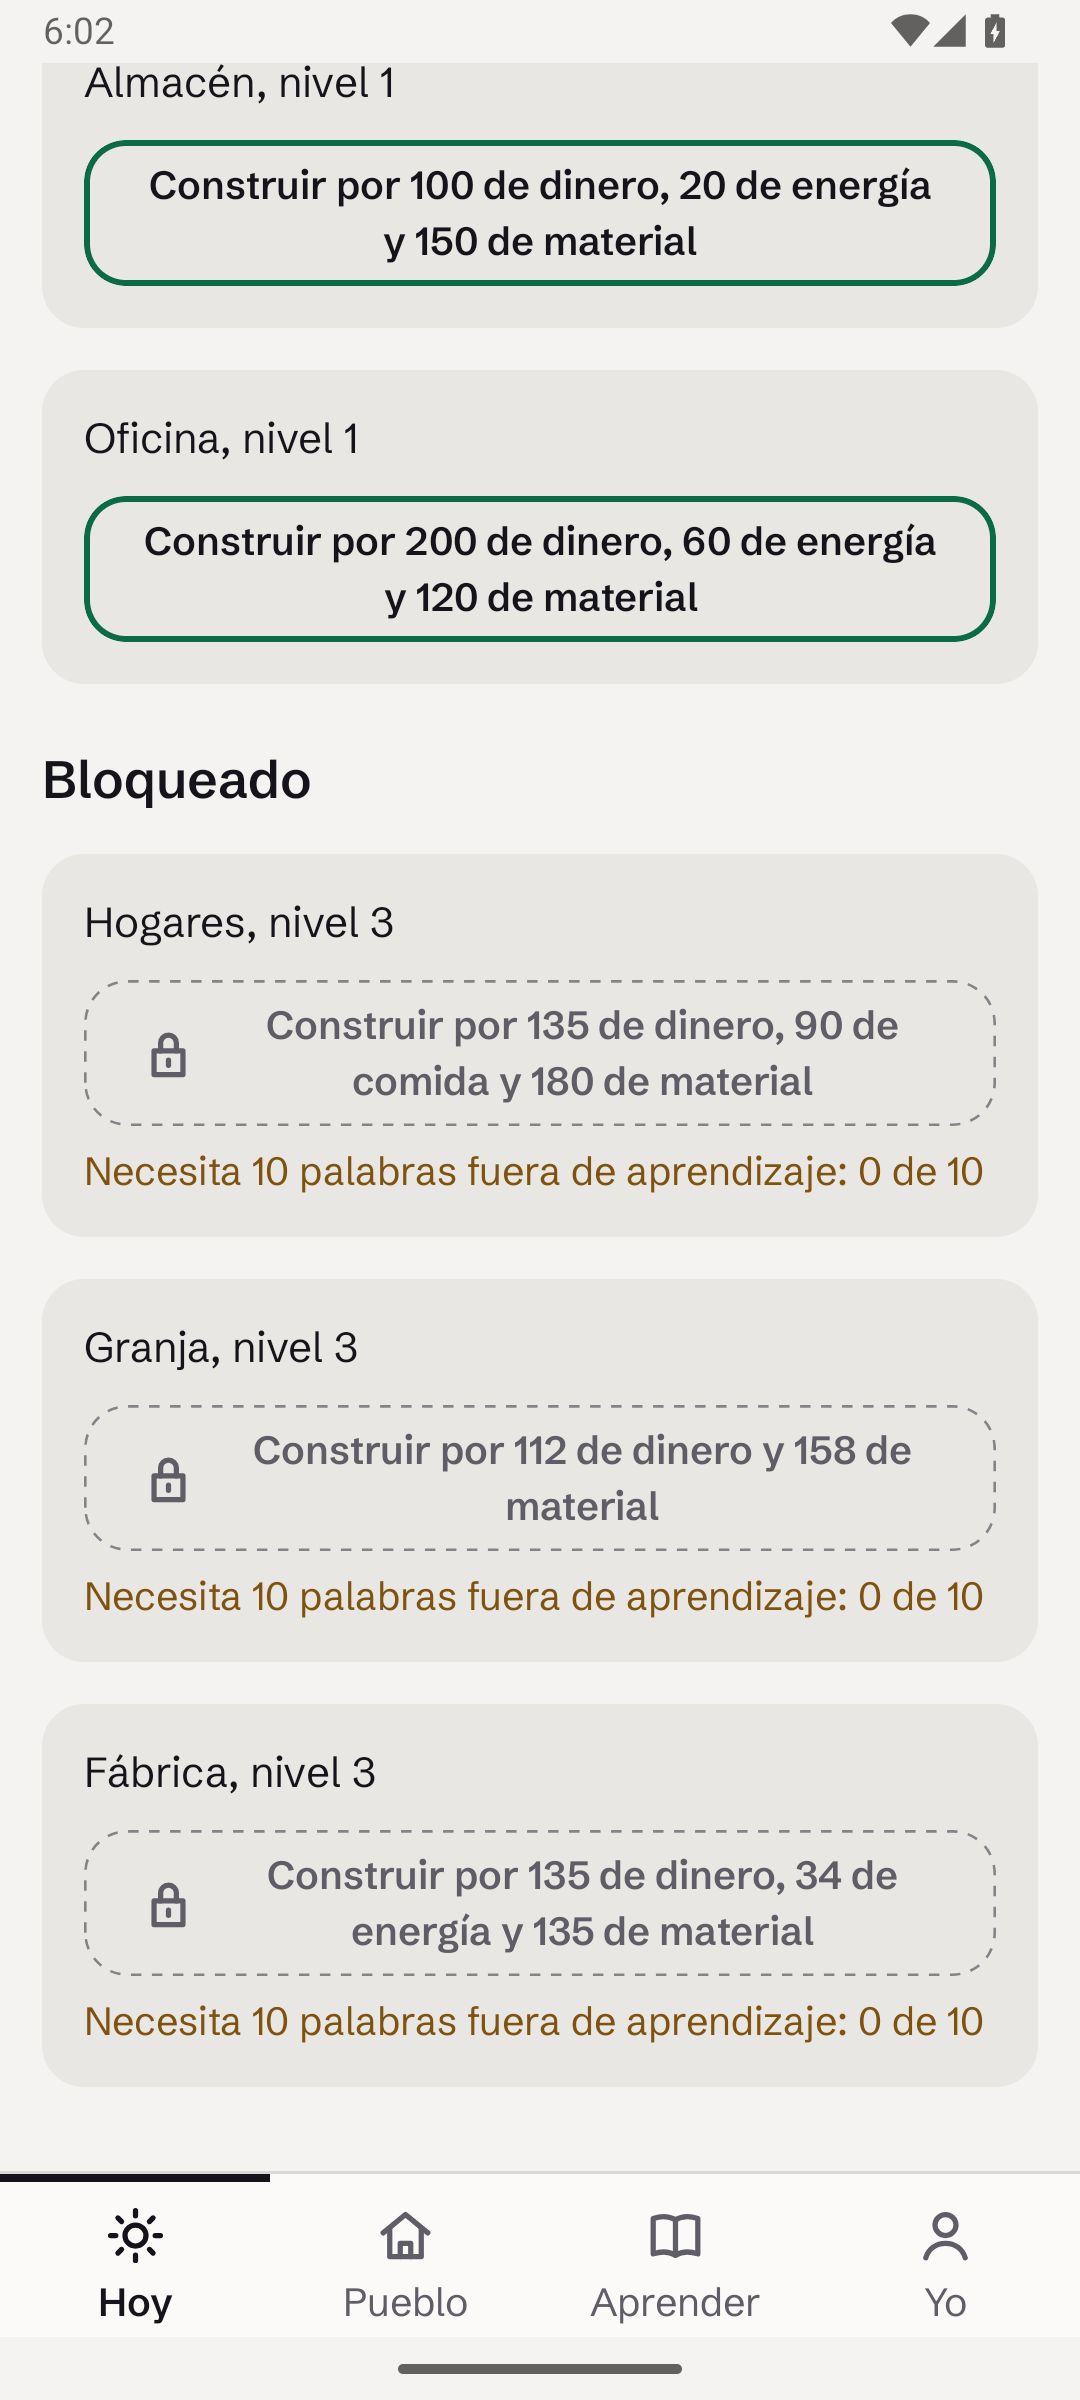 6:02
Almacén, nivel 1
Construir por 100 de dinero, 20 de energía
y 150 de material
Oficina, nivel 1
Construir por 200 de dinero, 60 de energía
y 120 de material
Bloqueado
Hogares, nivel 3
Construir por 135 de dinero, 90 de
comida y 180 de material
Necesita 10 palabras fuera de aprendizaje: 0 de 10
Granja, nivel 3
Construir por 112 de dinero y 158 de
material
Necesita 10 palabras fuera de aprendizaje: 0 de 10
Fábrica, nivel 3
Construir por 135 de dinero, 34 de
energía y 135 de material
Necesita 10 palabras fuera de aprendizaje: 0 de 10
Hoy
Pueblo
Aprender
Yo